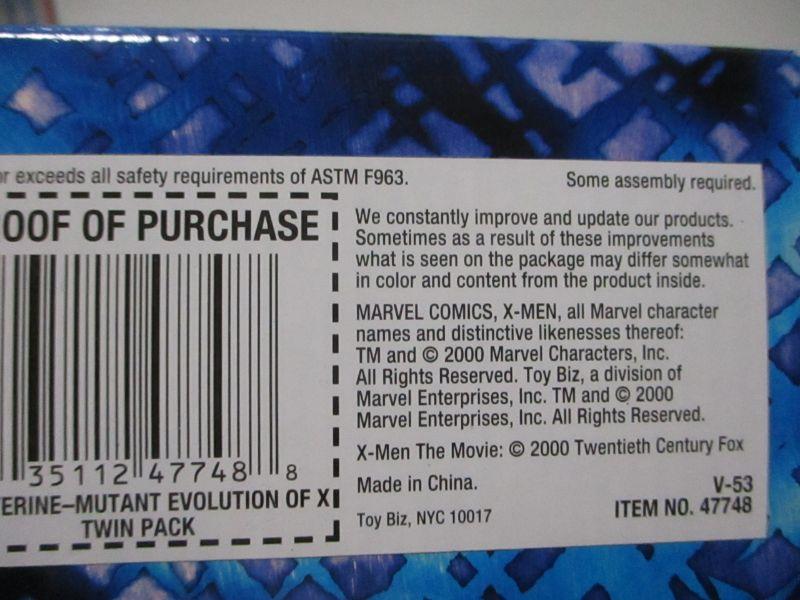 exceeds all safety requirements of ASTM F963.
Some assembly required.
OOF OF PURCHASE
35112 47748 8
ERINE–MUTANT EVOLUTION OF X
TWIN PACK
We constantly improve and update our products.
Sometimes as a result of these improvements
what is seen on the package may differ somewhat
in color and content from the product inside.
MARVEL COMICS, X-MEN, all Marvel character
names and distinctive likenesses thereof:
TM and © 2000 Marvel Characters, Inc.
All Rights Reserved. Toy Biz, a division of
Marvel Enterprises, Inc. TM and © 2000
Marvel Enterprises, Inc. All Rights Reserved.
X-Men The Movie: © 2000 Twentieth Century Fox
Made in China.
V-53
Toy Biz, NYC 10017
ITEM NO. 47748